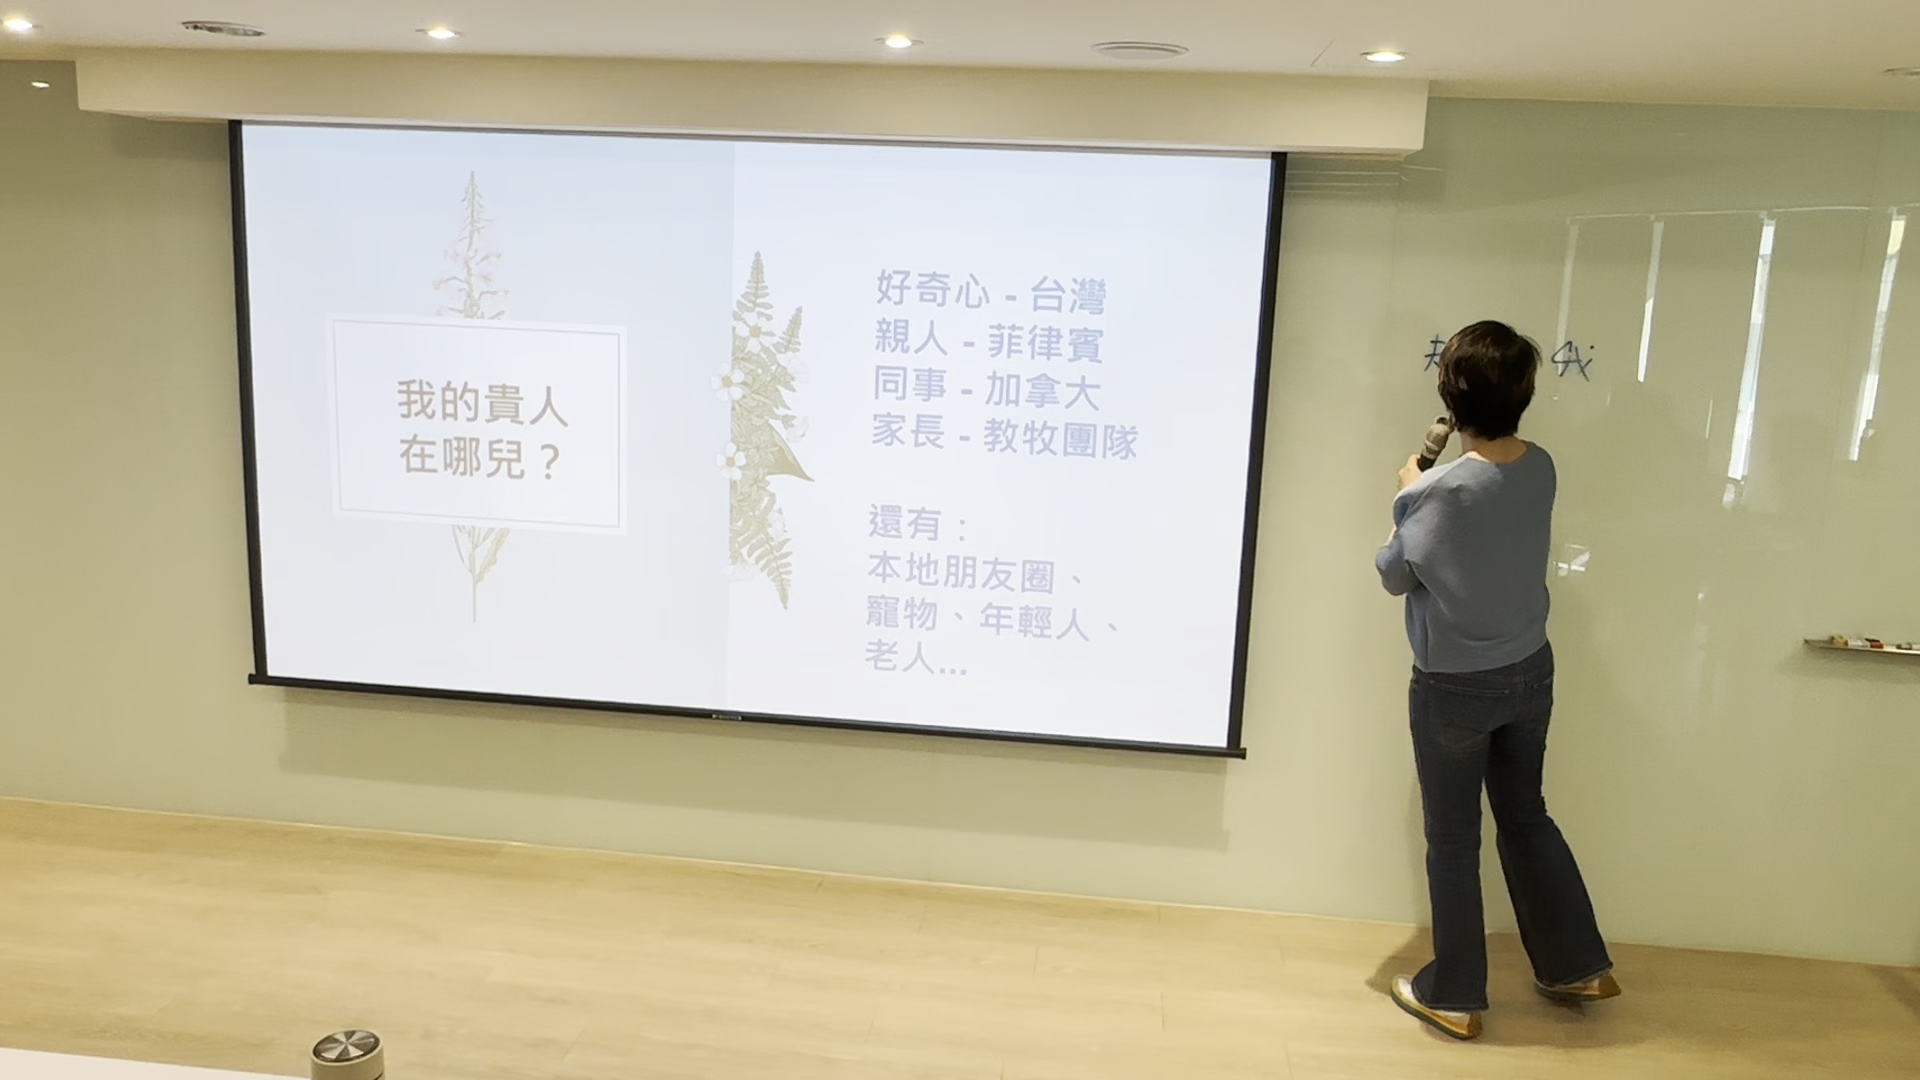 我的貴人
在哪兒？
好奇心 - 台灣
親人 - 菲律賓
同事 - 加拿大
家長 - 教牧團隊
還有：
本地朋友圈、
寵物、年輕人、
老人...